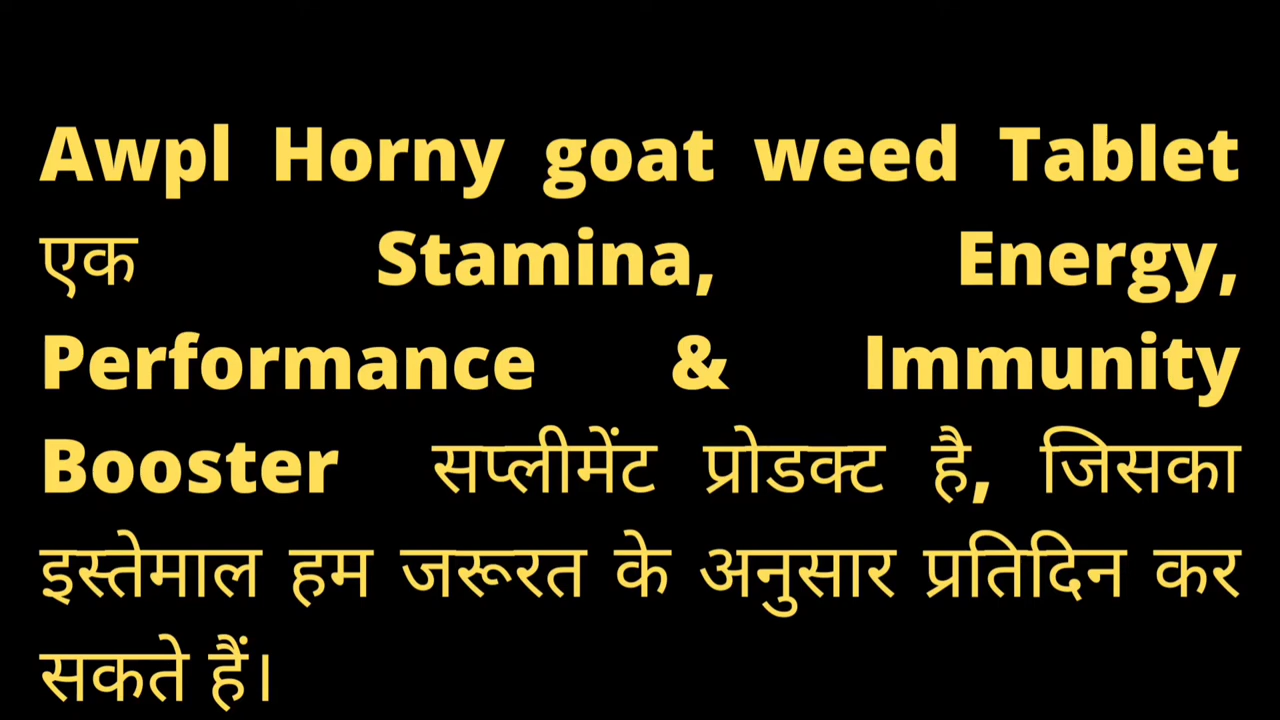 Awpl Horny goat weed Tablet
एक Stamina, Energy,
Performance & Immunity
Booster सप्लीमेंट प्रोडक्ट है, जिसका
इस्तेमाल हम जरूरत के अनुसार प्रतिदिन कर
सकते हैं।